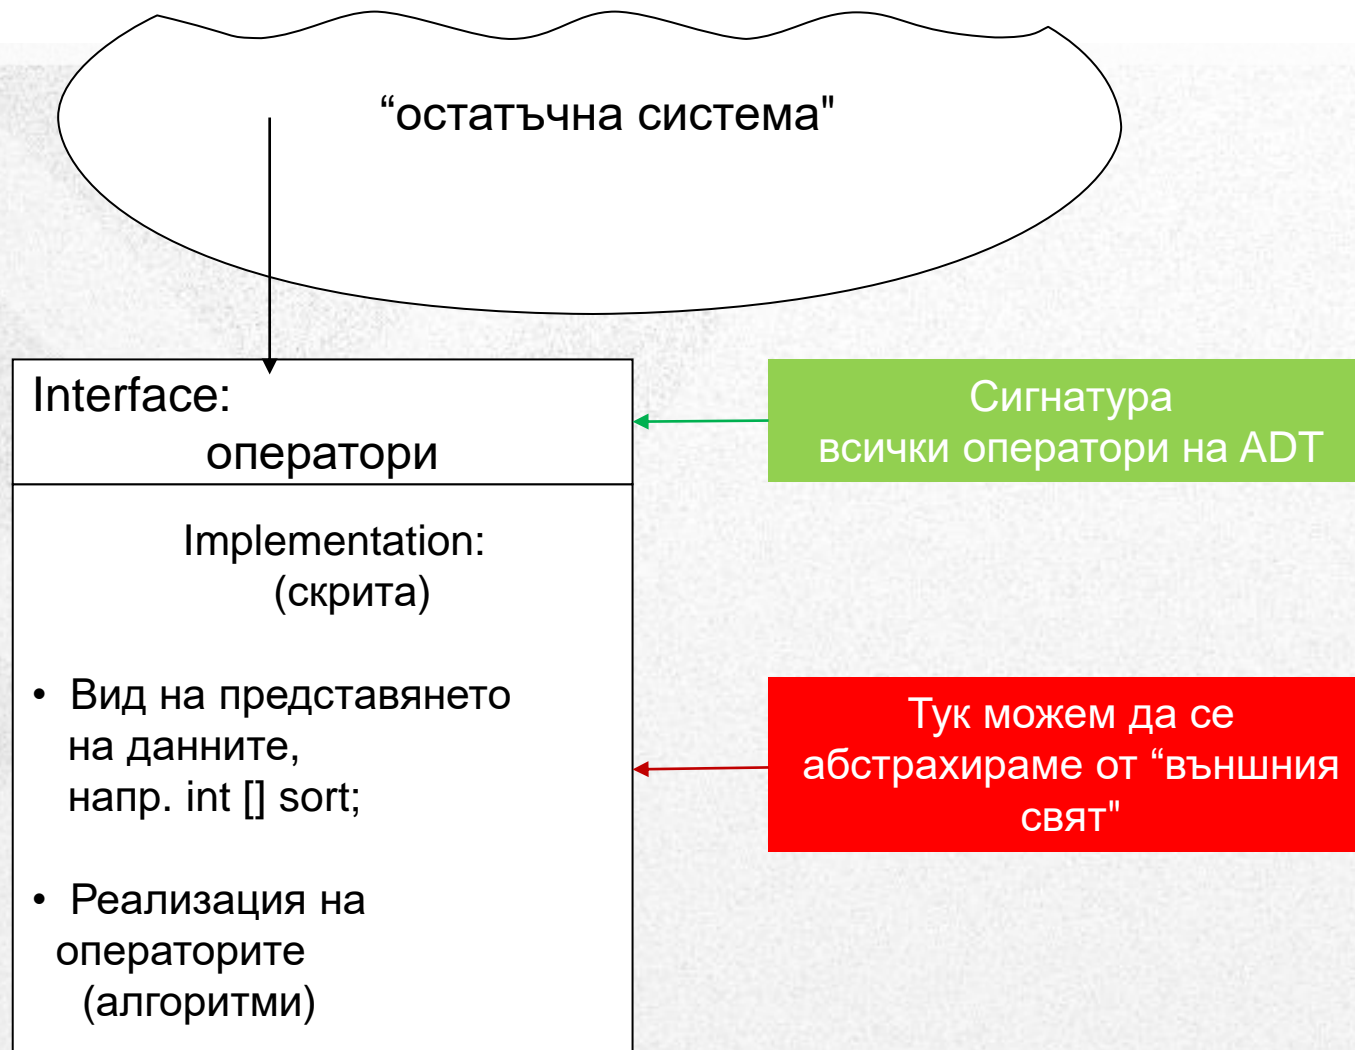 “остатъчна система"
Interface:
оператори
Сигнатура
всички оператори на ADT
Implementation:
(скрита)
• Вид на представянето
на данните,
напр. int [] sort;
Тук можем да се
абстрахираме от “външния
свят"
• Реализация на
операторите
(алгоритми)